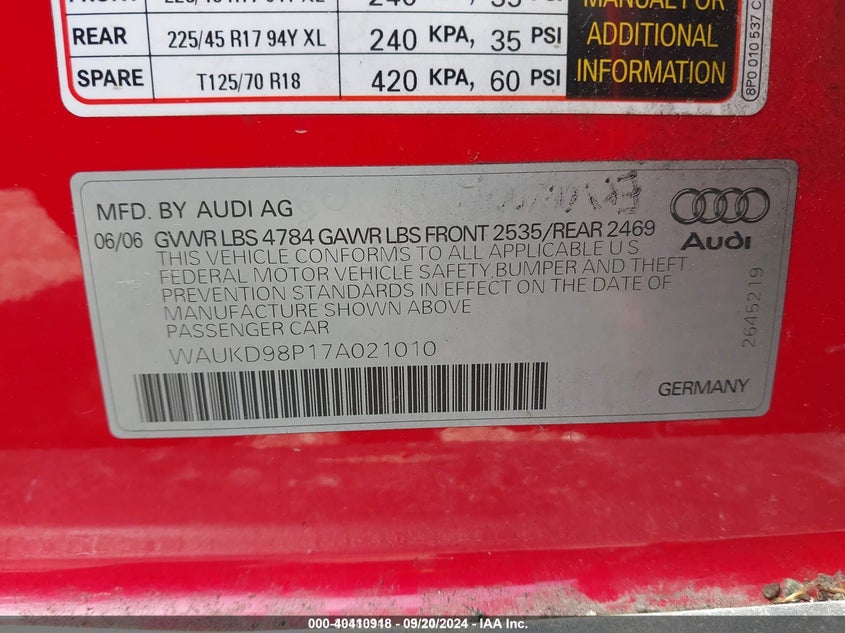 REAR 225/45 R17 94Y XL 240 KPA, 35 PSI
SPARE T125/70 R18 420 KPA, 60 PSI
MANUAL FOR
ADDITIONAL
INFORMATION
8P0 010 537 C
MFD. BY AUDI AG
06/06 GVWR LBS 4784 GAWR LBS FRONT 2535/REAR 2469
THIS VEHICLE CONFORMS TO ALL APPLICABLE U S
FEDERAL MOTOR VEHICLE SAFETY, BUMPER AND THEFT
PREVENTION STANDARDS IN EFFECT ON THE DATE OF
MANUFACTURE SHOWN ABOVE
PASSENGER CAR
WAUKD98P17A021010
Audi
2645219
GERMANY
000-40410918 - 09/20/2024 - IAA Inc.